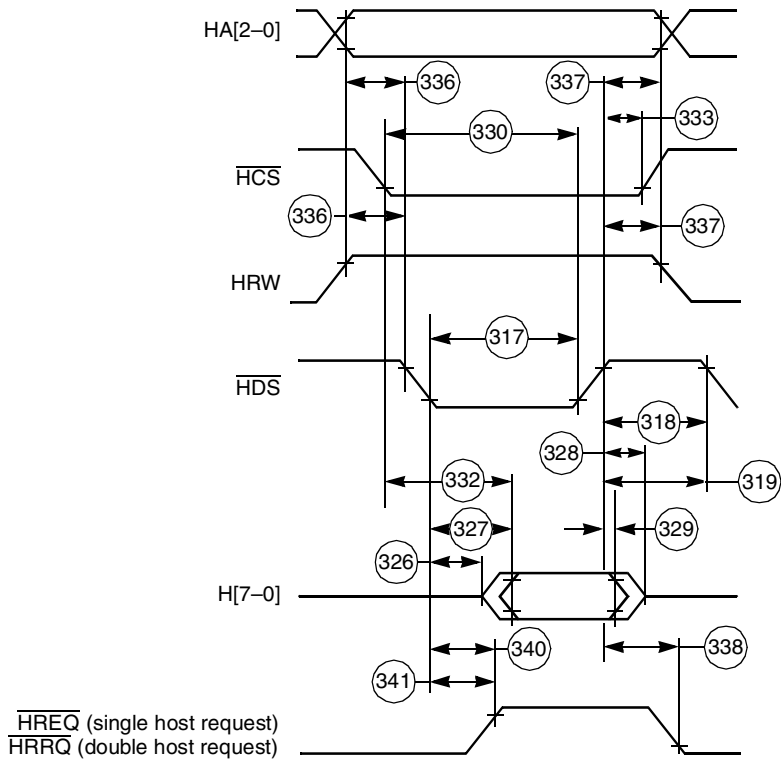 HA[2–0]
336
337
333
330
HCS
336
337
HRW
317
HDS
318
328
332
319
327
329
326
H[7–0]
340
338
341
HREQ (single host request)
HRRQ (double host request)